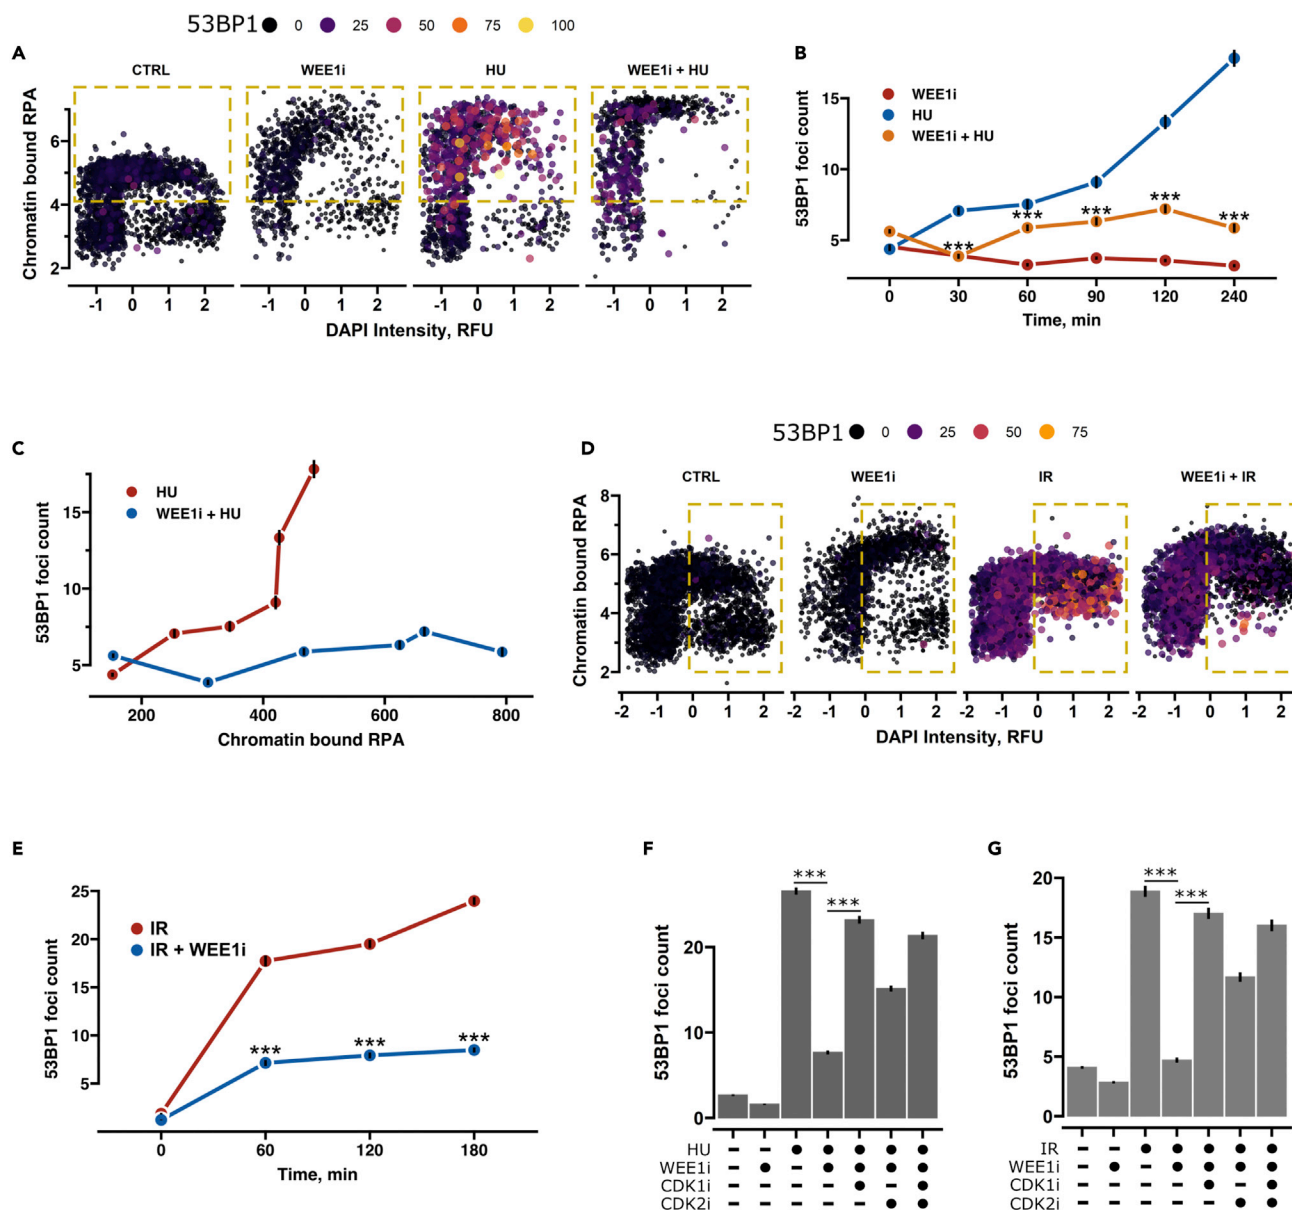 53BP1 0 25 50 75 100
A
CTRL WEE1i HU WEE1i + HU
Chromatin bound RPA
6
4
2
-1 0 1 2 -1 0 1 2 -1 0 1 2 -1 0 1 2
DAPI Intensity, RFU
B
53BP1 foci count
15
10
5
WEE1i
HU
WEE1i + HU
*** *** *** *** ***
0 30 60 90 120 240
Time, min
C
53BP1 foci count
15
10
5
HU
WEE1i + HU
200 400 600 800
Chromatin bound RPA
53BP1 0 25 50 75
D
CTRL WEE1i IR WEE1i + IR
Chromatin bound RPA
8
6
4
2
-2 -1 0 1 2 -2 -1 0 1 2 -2 -1 0 1 2 -2 -1 0 1 2
DAPI Intensity, RFU
E
53BP1 foci count
25
20
15
10
5
IR
IR + WEE1i
*** *** ***
0 60 120 180
Time, min
F
53BP1 foci count
20
10
0
*** ***
HU
WEE1i
CDK1i
CDK2i
G
53BP1 foci count
20
15
10
5
0
*** ***
IR
WEE1i
CDK1i
CDK2i